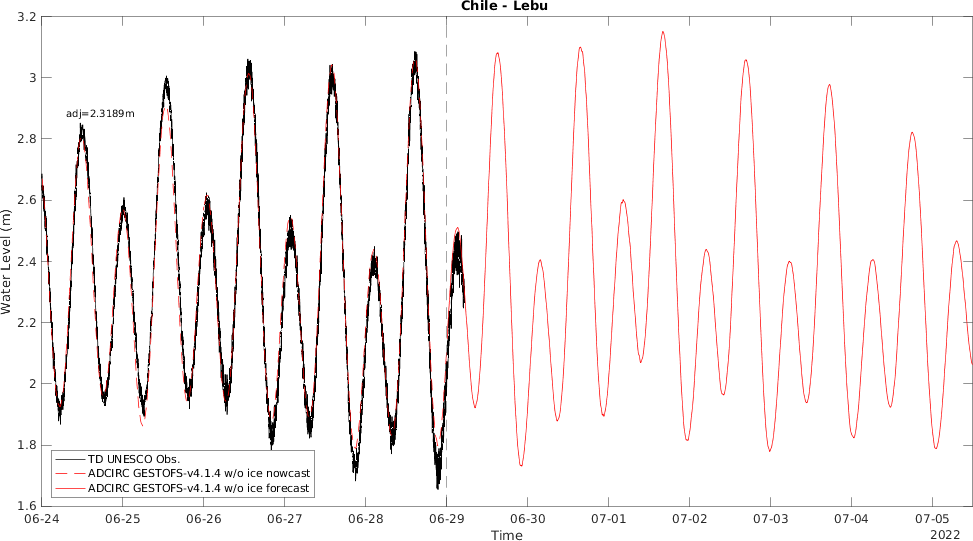 Chile - Lebu
3.2
3
2.8
2.6
2.4
2.2
2
1.8
1.6
Water Level (m)
adj=2.3189m
TD UNESCO Obs.
ADCIRC GESTOFS-v4.1.4 w/o ice nowcast
ADCIRC GESTOFS-v4.1.4 w/o ice forecast
06-24 06-25 06-26 06-27 06-28 06-29 06-30 07-01 07-02 07-03 07-04 07-05
Time
2022